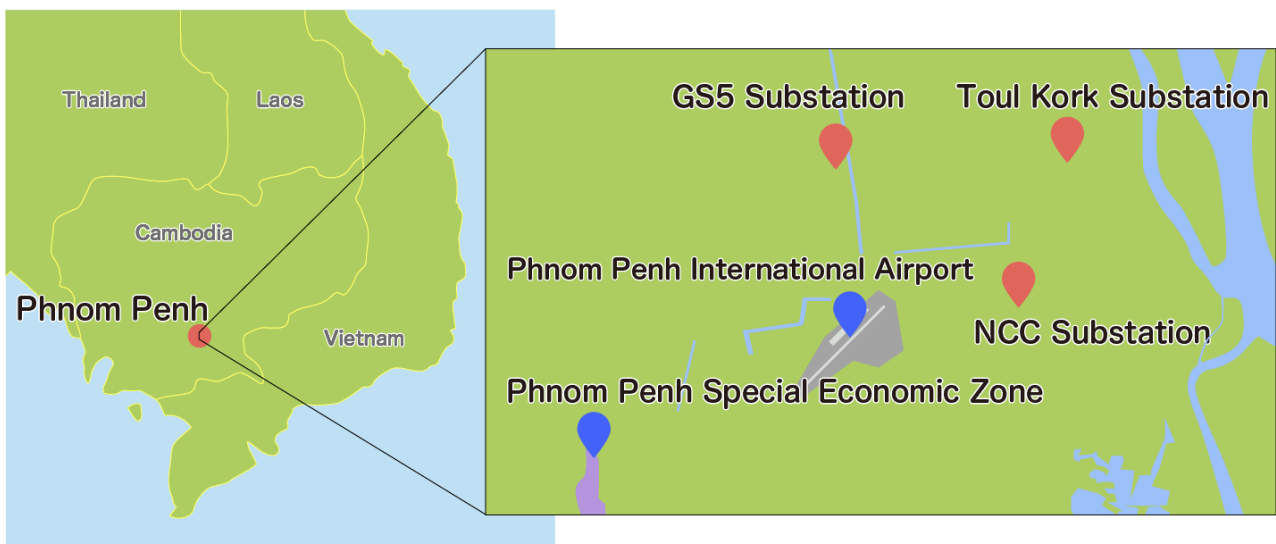 Thailand
Laos
Cambodia
Phnom Penh
Vietnam
GS5 Substation
Toul Kork Substation
Phnom Penh International Airport
NCC Substation
Phnom Penh Special Economic Zone